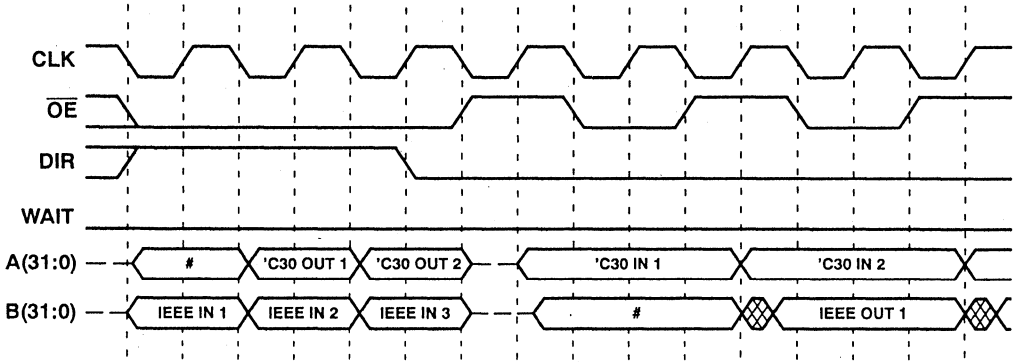 CLK
OE
DIR
WAIT
A(31:0) # 'C30 OUT 1 'C30 OUT 2 'C30 IN 1 'C30 IN 2
B(31:0) IEEE IN 1 IEEE IN 2 IEEE IN 3 # IEEE OUT 1